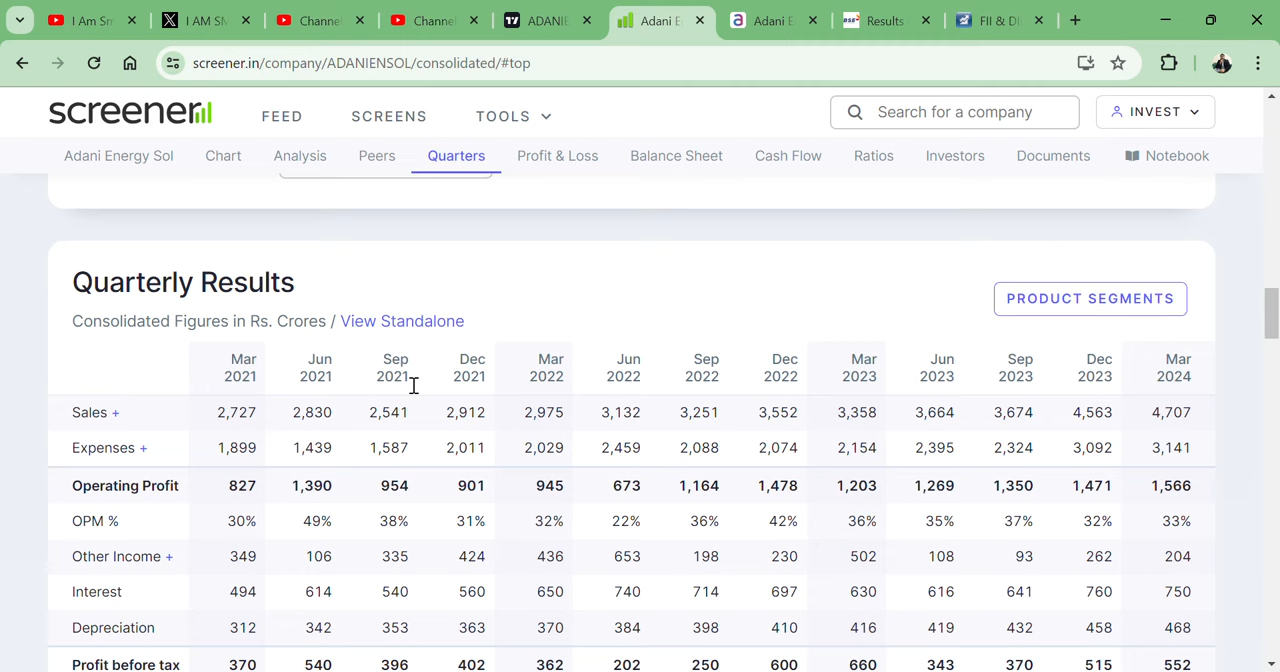 I Am Sm
I AM SM
Channel
Channel
ADANIE
Adani E
Adani E
BSE Results
FII & DI
screener.in/company/ADANIENSOL/consolidated/#top
screener
FEED SCREENS TOOLS
Search for a company
INVEST
Adani Energy Sol Chart Analysis Peers Quarters Profit & Loss Balance Sheet Cash Flow Ratios Investors Documents Notebook
Quarterly Results
PRODUCT SEGMENTS
Consolidated Figures in Rs. Crores / View Standalone
Mar Jun Sep Dec Mar Jun Sep Dec Mar Jun Sep Dec Mar
2021 2021 2021 2021 2022 2022 2022 2022 2023 2023 2023 2023 2024
Sales + 2,727 2,830 2,541 2,912 2,975 3,132 3,251 3,552 3,358 3,664 3,674 4,563 4,707
Expenses + 1,899 1,439 1,587 2,011 2,029 2,459 2,088 2,074 2,154 2,395 2,324 3,092 3,141
Operating Profit 827 1,390 954 901 945 673 1,164 1,478 1,203 1,269 1,350 1,471 1,566
OPM % 30% 49% 38% 31% 32% 22% 36% 42% 36% 35% 37% 32% 33%
Other Income + 349 106 335 424 436 653 198 230 502 108 93 262 204
Interest 494 614 540 560 650 740 714 697 630 616 641 760 750
Depreciation 312 342 353 363 370 384 398 410 416 419 432 458 468
Profit before tax 370 540 396 402 362 202 250 600 660 343 370 515 552